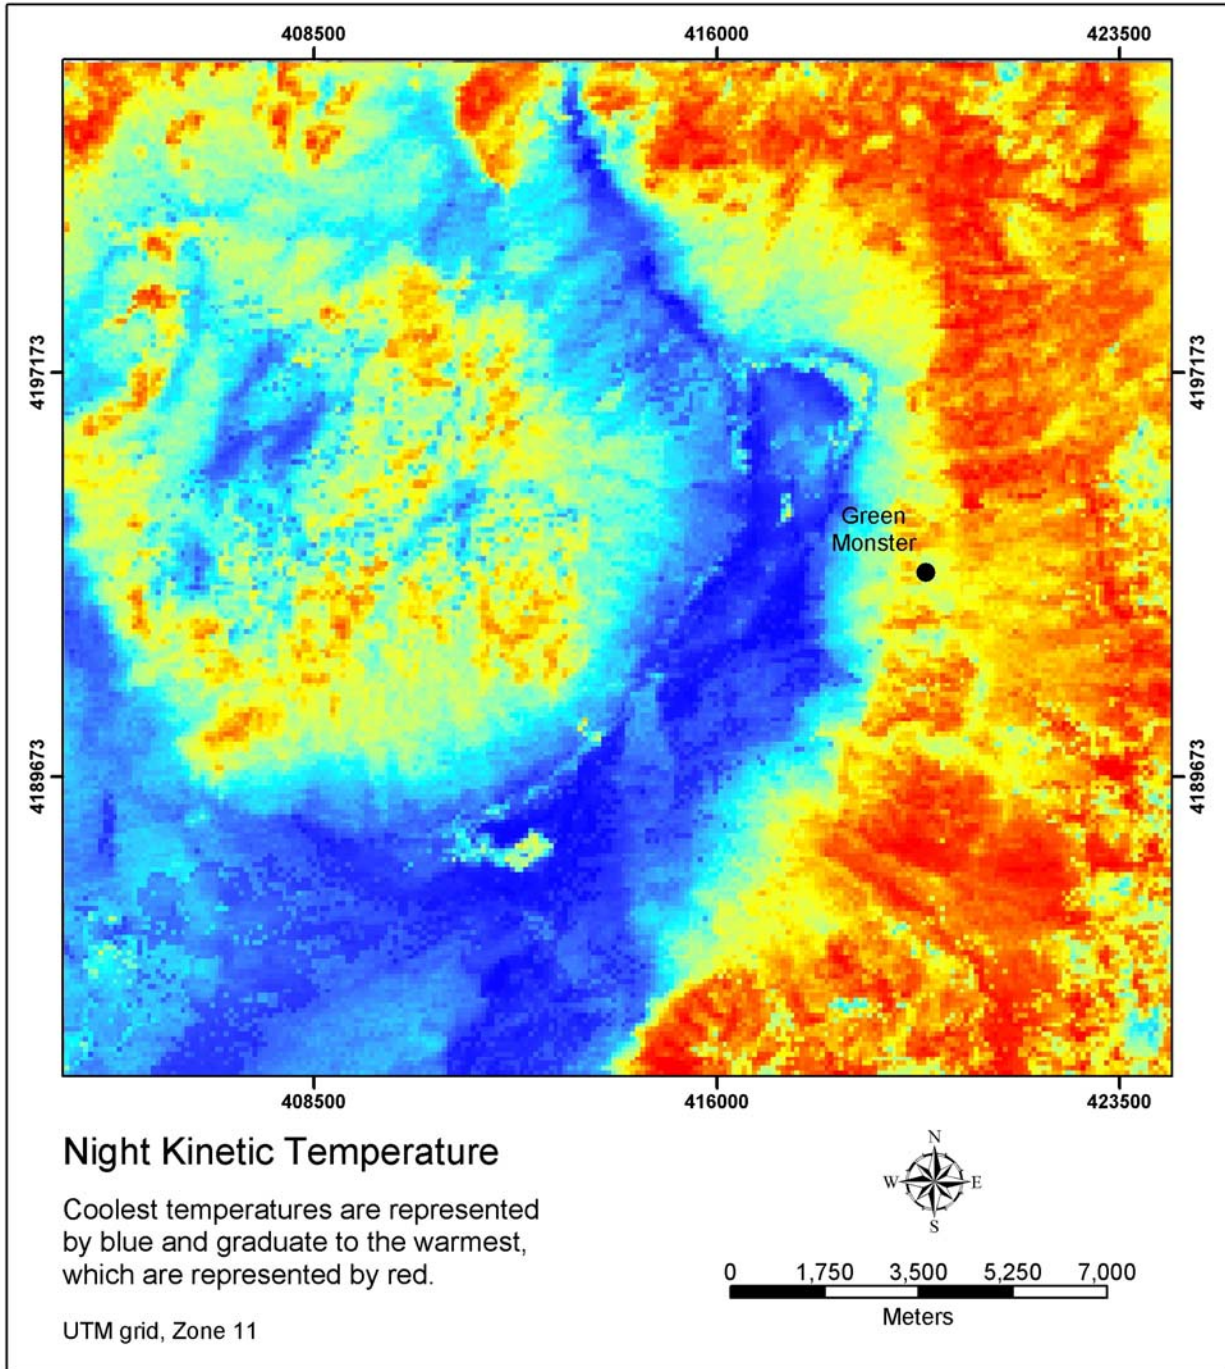 408500 416000 423500
4197173 4197173
Green
Monster
4189673 4189673
408500 416000 423500
Night Kinetic Temperature
N
W E
S
Coolest temperatures are represented
by blue and graduate to the warmest,
which are represented by red.
0 1,750 3,500 5,250 7,000
Meters
UTM grid, Zone 11